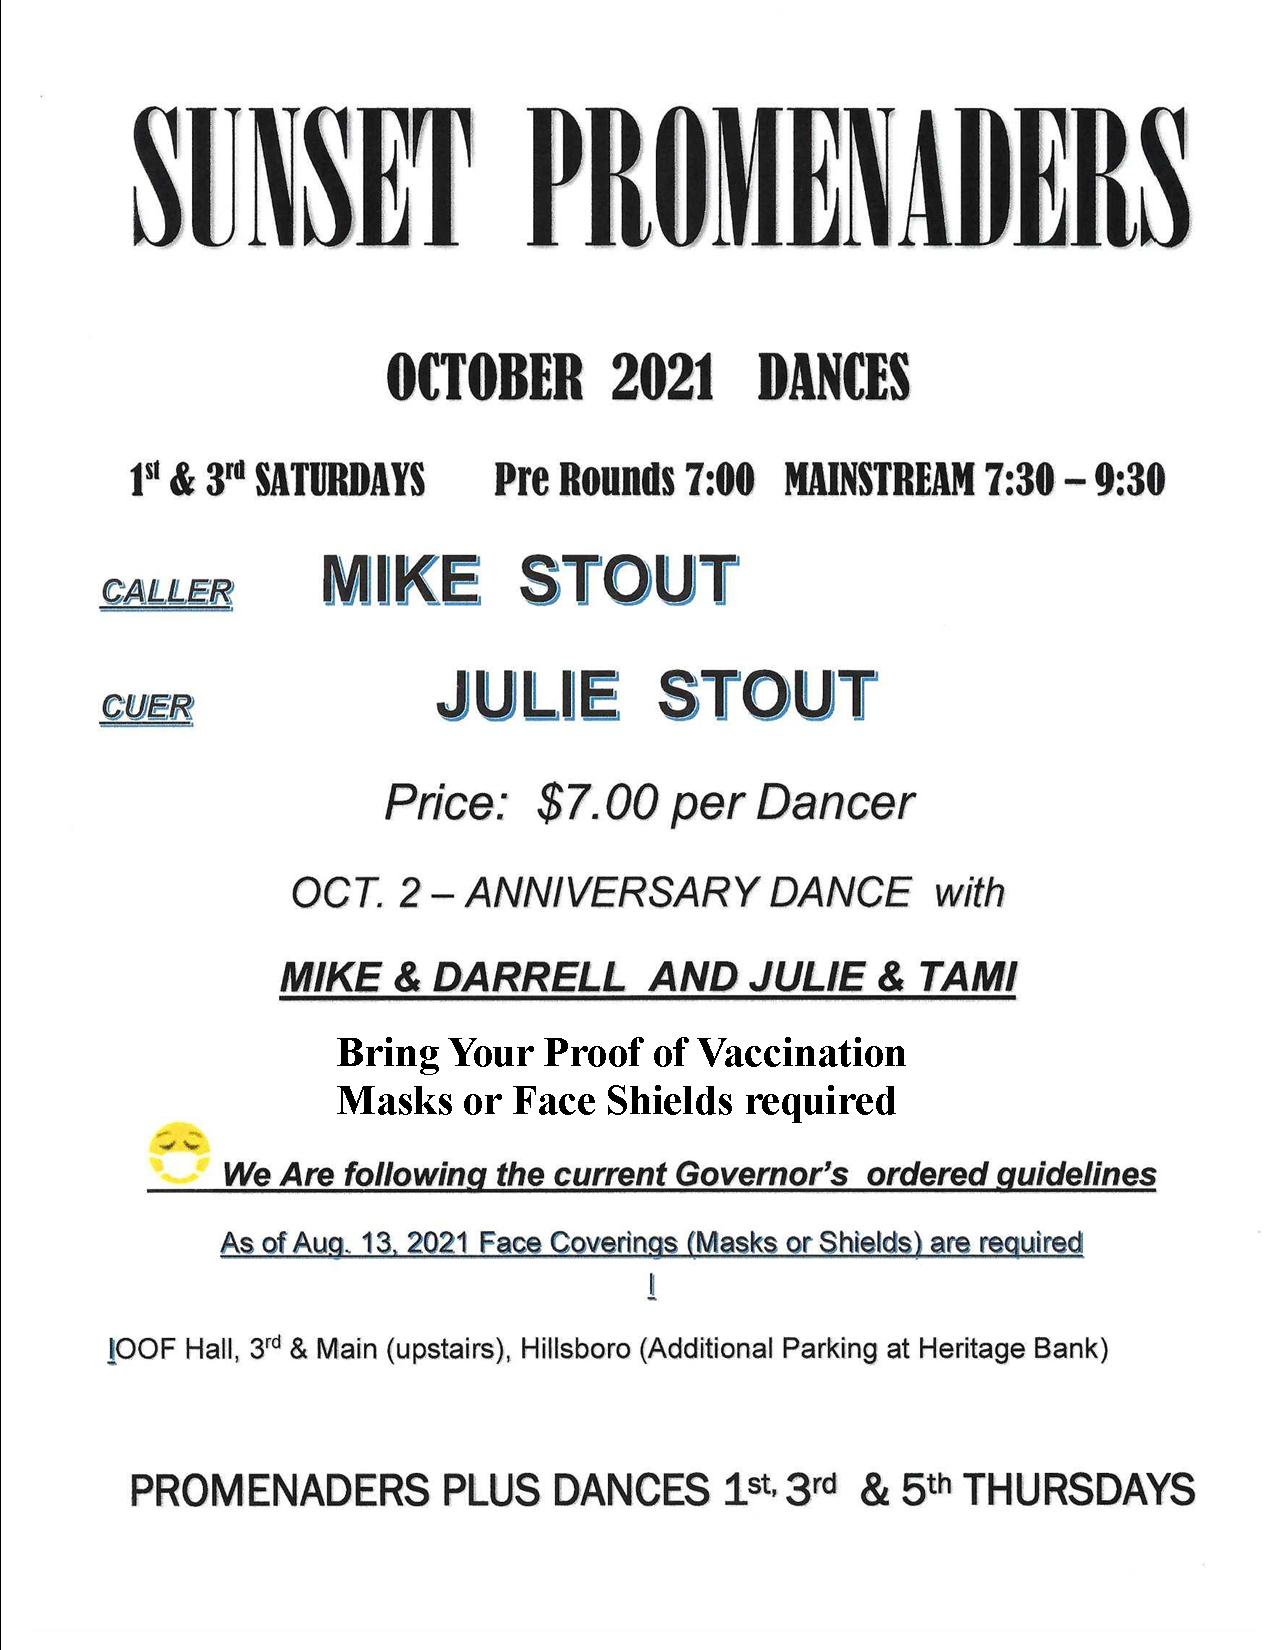 SUNSET PROMENADERS
OCTOBER 2021 DANCES
1st & 3rd SATURDAYS Pre Rounds 7:00 MAINSTREAM 7:30 – 9:30
CALLER MIKE STOUT
CUER JULIE STOUT
Price: $7.00 per Dancer
OCT. 2 – ANNIVERSARY DANCE with
MIKE & DARRELL AND JULIE & TAMI
Bring Your Proof of Vaccination
Masks or Face Shields required
We Are following the current Governor's ordered guidelines
As of Aug. 13, 2021 Face Coverings (Masks or Shields) are required
I
IOOF Hall, 3rd & Main (upstairs), Hillsboro (Additional Parking at Heritage Bank)
PROMENADERS PLUS DANCES 1st, 3rd & 5th THURSDAYS